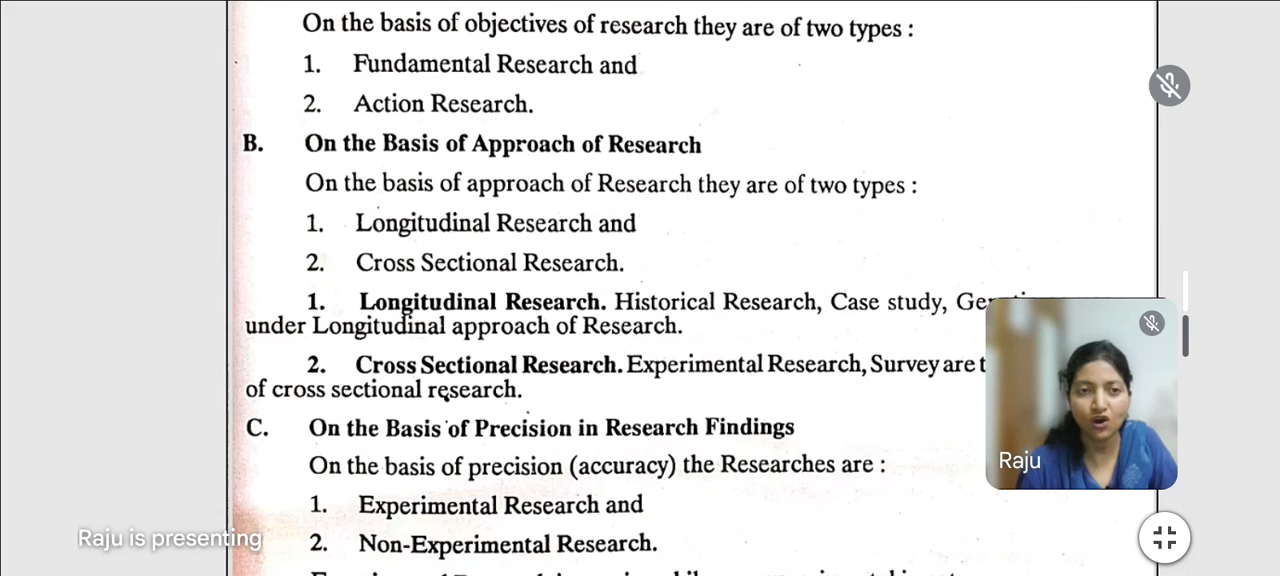 On the basis of objectives of research they are of two types :
1. Fundamental Research and
2. Action Research.
B. On the Basis of Approach of Research
On the basis of approach of Research they are of two types :
1. Longitudinal Research and
2. Cross Sectional Research.
1. Longitudinal Research. Historical Research, Case study,
under Longitudinal approach of Research.
2. Cross Sectional Research. Experimental Research, Survey are
of cross sectional research.
C. On the Basis of Precision in Research Findings
On the basis of precision (accuracy) the Researches are :
1. Experimental Research and
2. Non-Experimental Research.
Raju
Raju is presenting